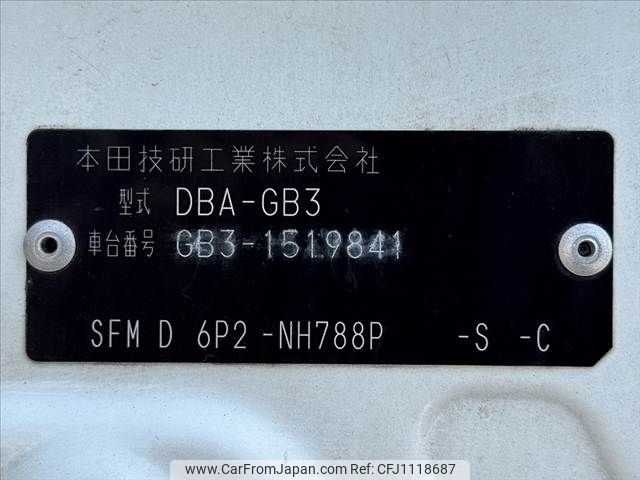 本田技研工業株式会社
型式 DBA-GB3
車台番号 GB3-1519841
SFM D 6P2 -NH788P -S -C
www.CarFromJapan.com CFJ1118687